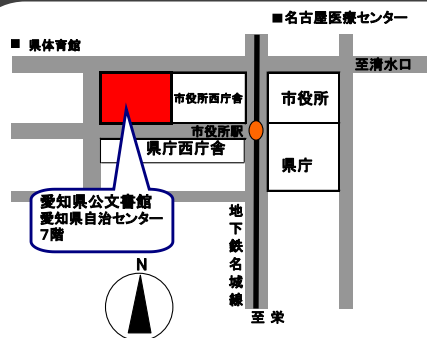 ■名古屋医療センター
■ 県体育館
至清水口
市役所西庁舎
市役所
市役所駅
県庁西庁舎
県庁
愛知県公文書館
愛知県自治センター
7階
地下鉄名城線
N
至 栄